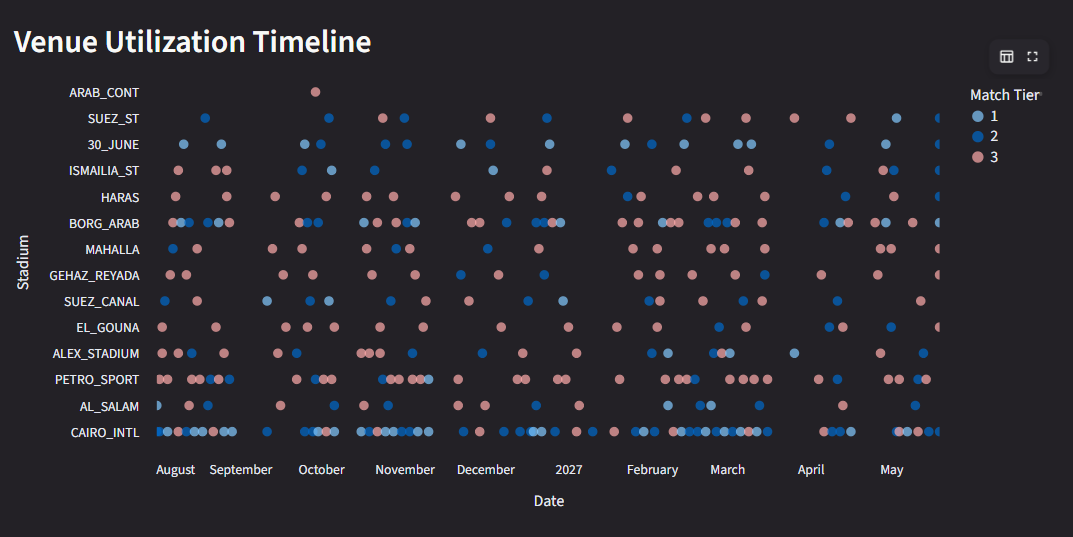 Venue Utilization Timeline
Match Tier
1
2
3
Stadium
ARAB_CONT
SUEZ_ST
30_JUNE
ISMAILIA_ST
HARAS
BORG_ARAB
MAHALLA
GEHAZ_REYADA
SUEZ_CANAL
EL_GOUNA
ALEX_STADIUM
PETRO_SPORT
AL_SALAM
CAIRO_INTL
August September October November December 2027 February March April May
Date